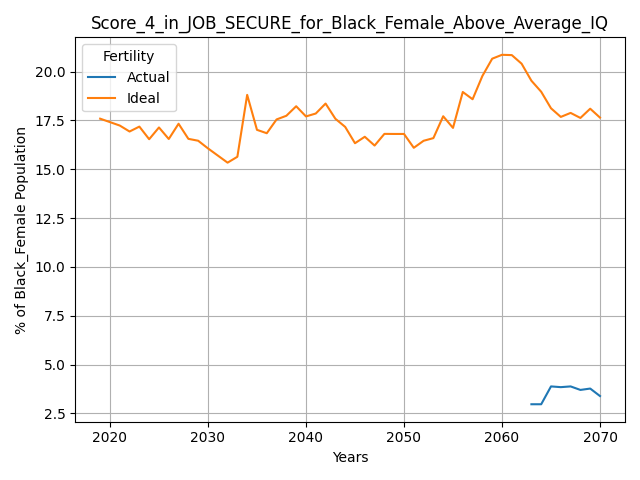 Score_4_in_JOB_SECURE_for_Black_Female_Above_Average_IQ
Fertility
Actual
Ideal
% of Black_Female Population
20.0
17.5
15.0
12.5
10.0
7.5
5.0
2.5
2020 2030 2040 2050 2060 2070
Years